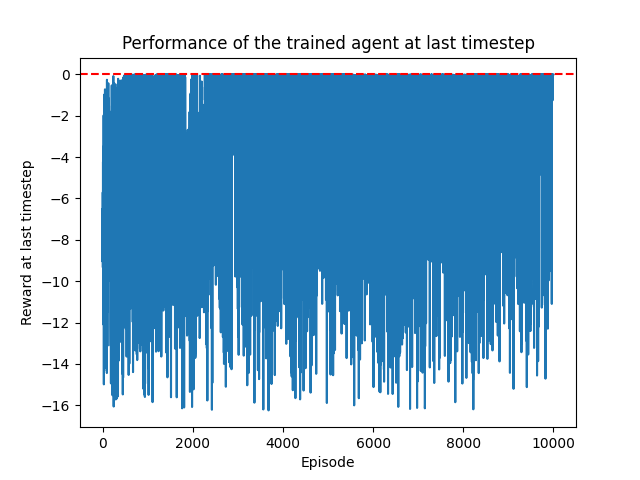 Performance of the trained agent at last timestep
0
−2
−4
−6
−8
−10
−12
−14
−16
Reward at last timestep
0 2000 4000 6000 8000 10000
Episode